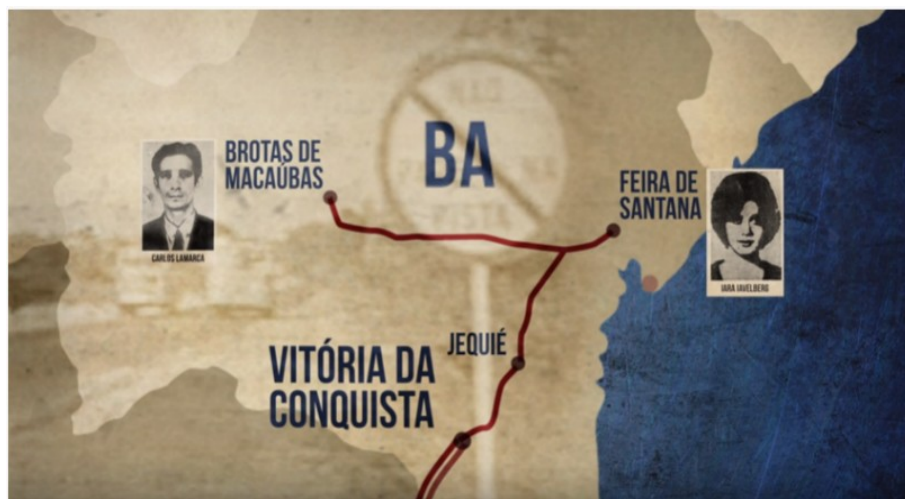 BA
BROTAS DE
MACAÚBAS
CARLOS LAMARCA
FEIRA DE
SANTANA
IARA IAVELBERG
JEQUIÉ
VITÓRIA DA
CONQUISTA